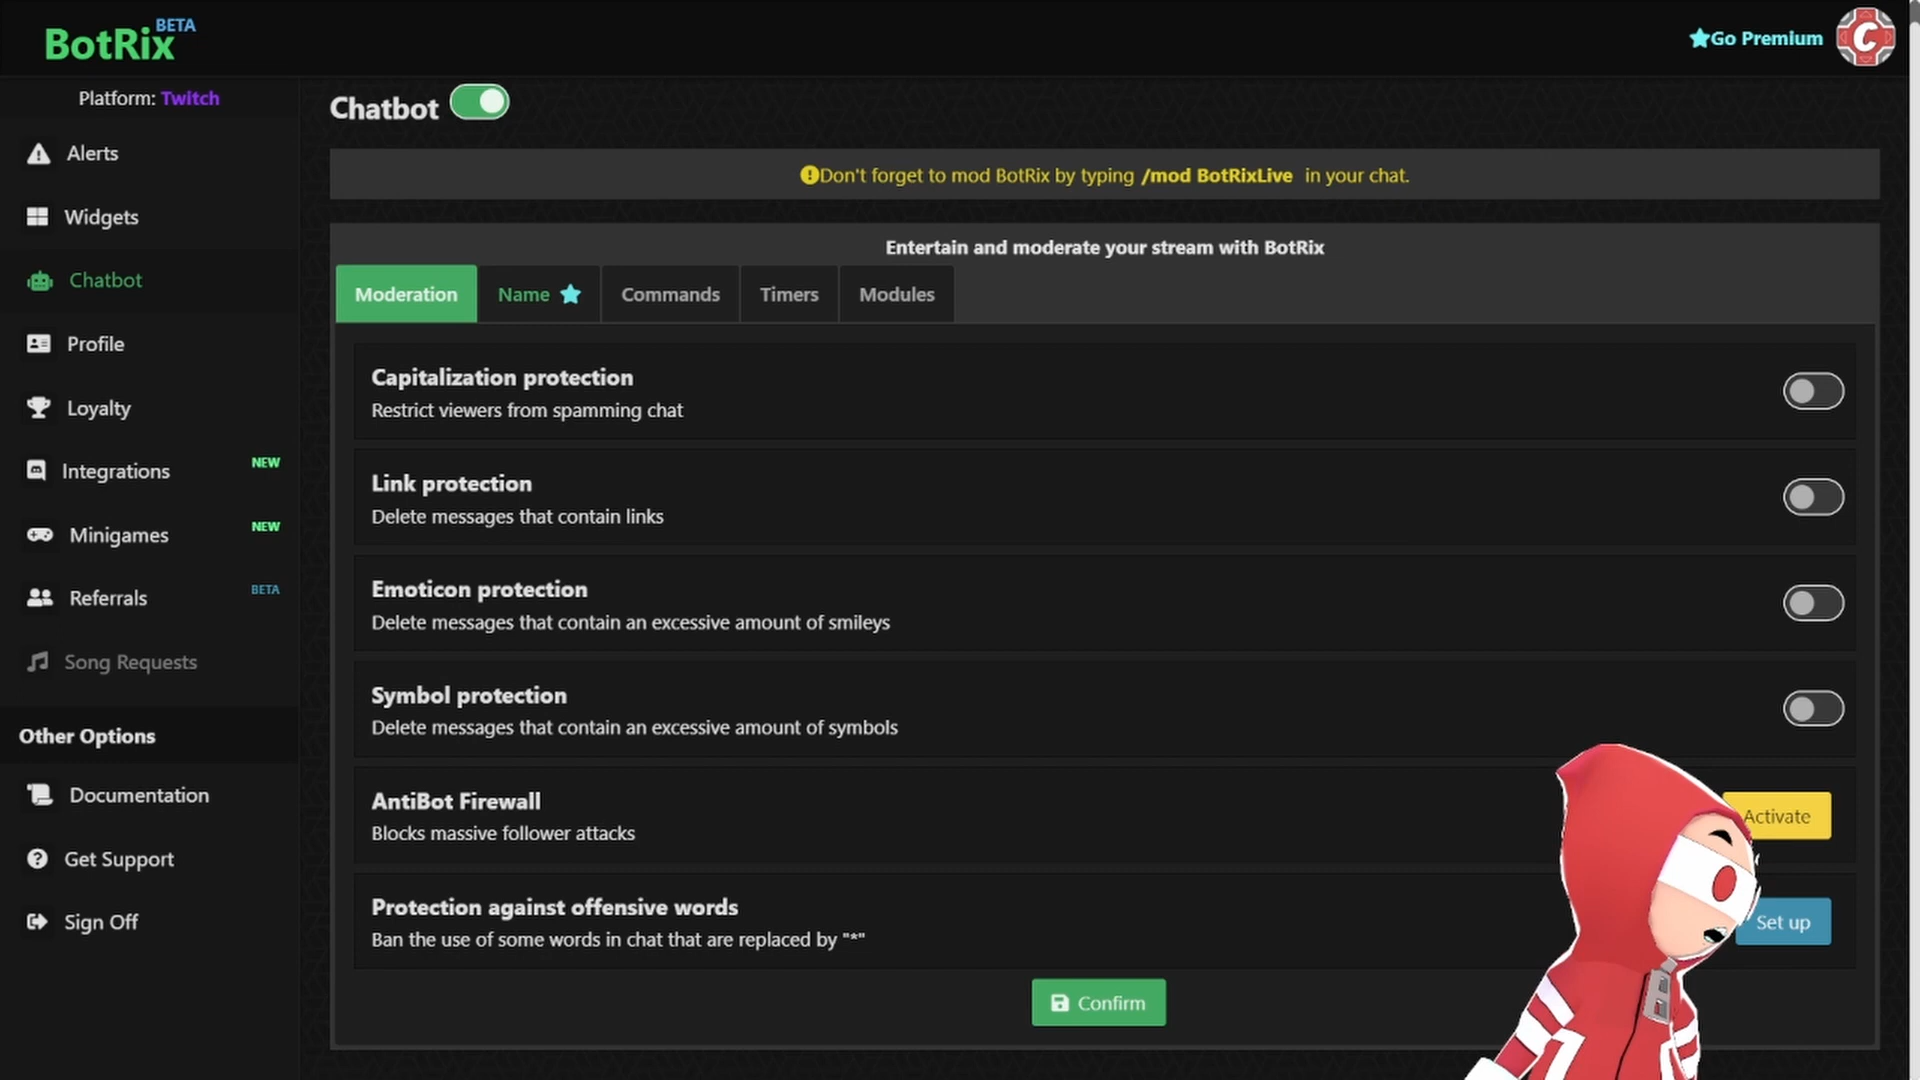 BotRix BETA
Go Premium
Platform: Twitch
Alerts
Widgets
Chatbot
Profile
Loyalty
Integrations NEW
Minigames NEW
Referrals BETA
Song Requests
Other Options
Documentation
Get Support
Sign Off
Chatbot
Don't forget to mod BotRix by typing /mod BotRixLive in your chat.
Entertain and moderate your stream with BotRix
Moderation Name Commands Timers Modules
Capitalization protection
Restrict viewers from spamming chat
Link protection
Delete messages that contain links
Emoticon protection
Delete messages that contain an excessive amount of smileys
Symbol protection
Delete messages that contain an excessive amount of symbols
AntiBot Firewall
Blocks massive follower attacks
Activate
Protection against offensive words
Ban the use of some words in chat that are replaced by "*"
Set up
Confirm
C